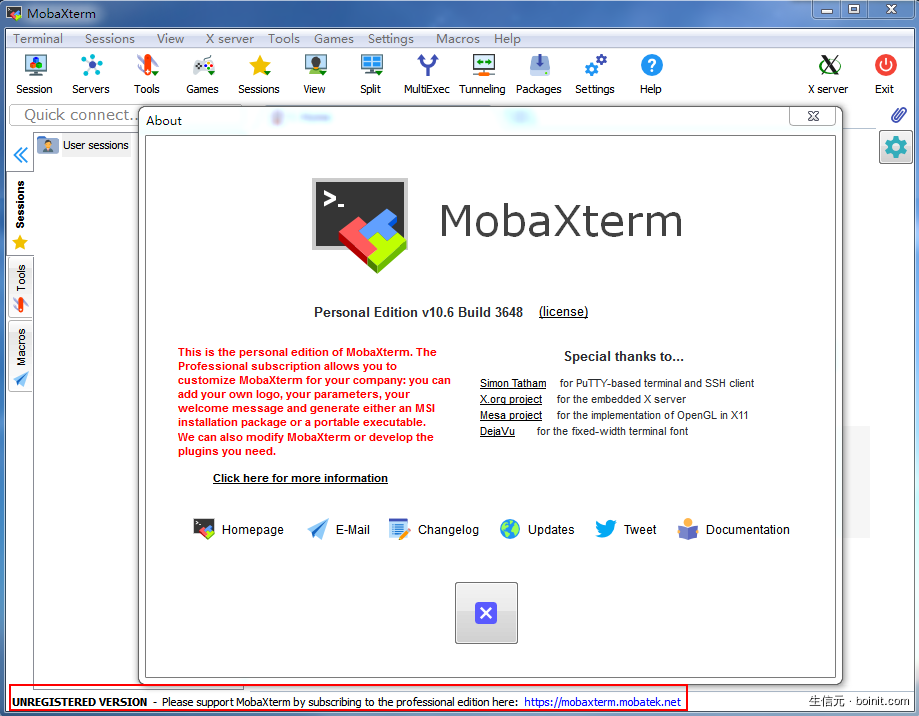 MobaXterm
Terminal Sessions View X server Tools Games Settings Macros Help
Session Servers Tools Games Sessions View Split MultiExec Tunneling Packages Settings Help X server Exit
Quick connect..
About
User sessions
Sessions
Tools
Macros
>_
MobaXterm
Personal Edition v10.6 Build 3648 (license)
This is the personal edition of MobaXterm. The
Professional subscription allows you to
customize MobaXterm for your company: you can
add your own logo, your parameters, your
welcome message and generate either an MSI
installation package or a portable executable.
We can also modify MobaXterm or develop the
plugins you need.
Click here for more information
Special thanks to...
Simon Tatham for PuTTY-based terminal and SSH client
X.org project for the embedded X server
Mesa project for the implementation of OpenGL in X11
DejaVu for the fixed-width terminal font
Homepage E-Mail Changelog Updates Tweet Documentation
UNREGISTERED VERSION - Please support MobaXterm by subscribing to the professional edition here: https://mobaxterm.mobatek.net
生信元 · boinit.com